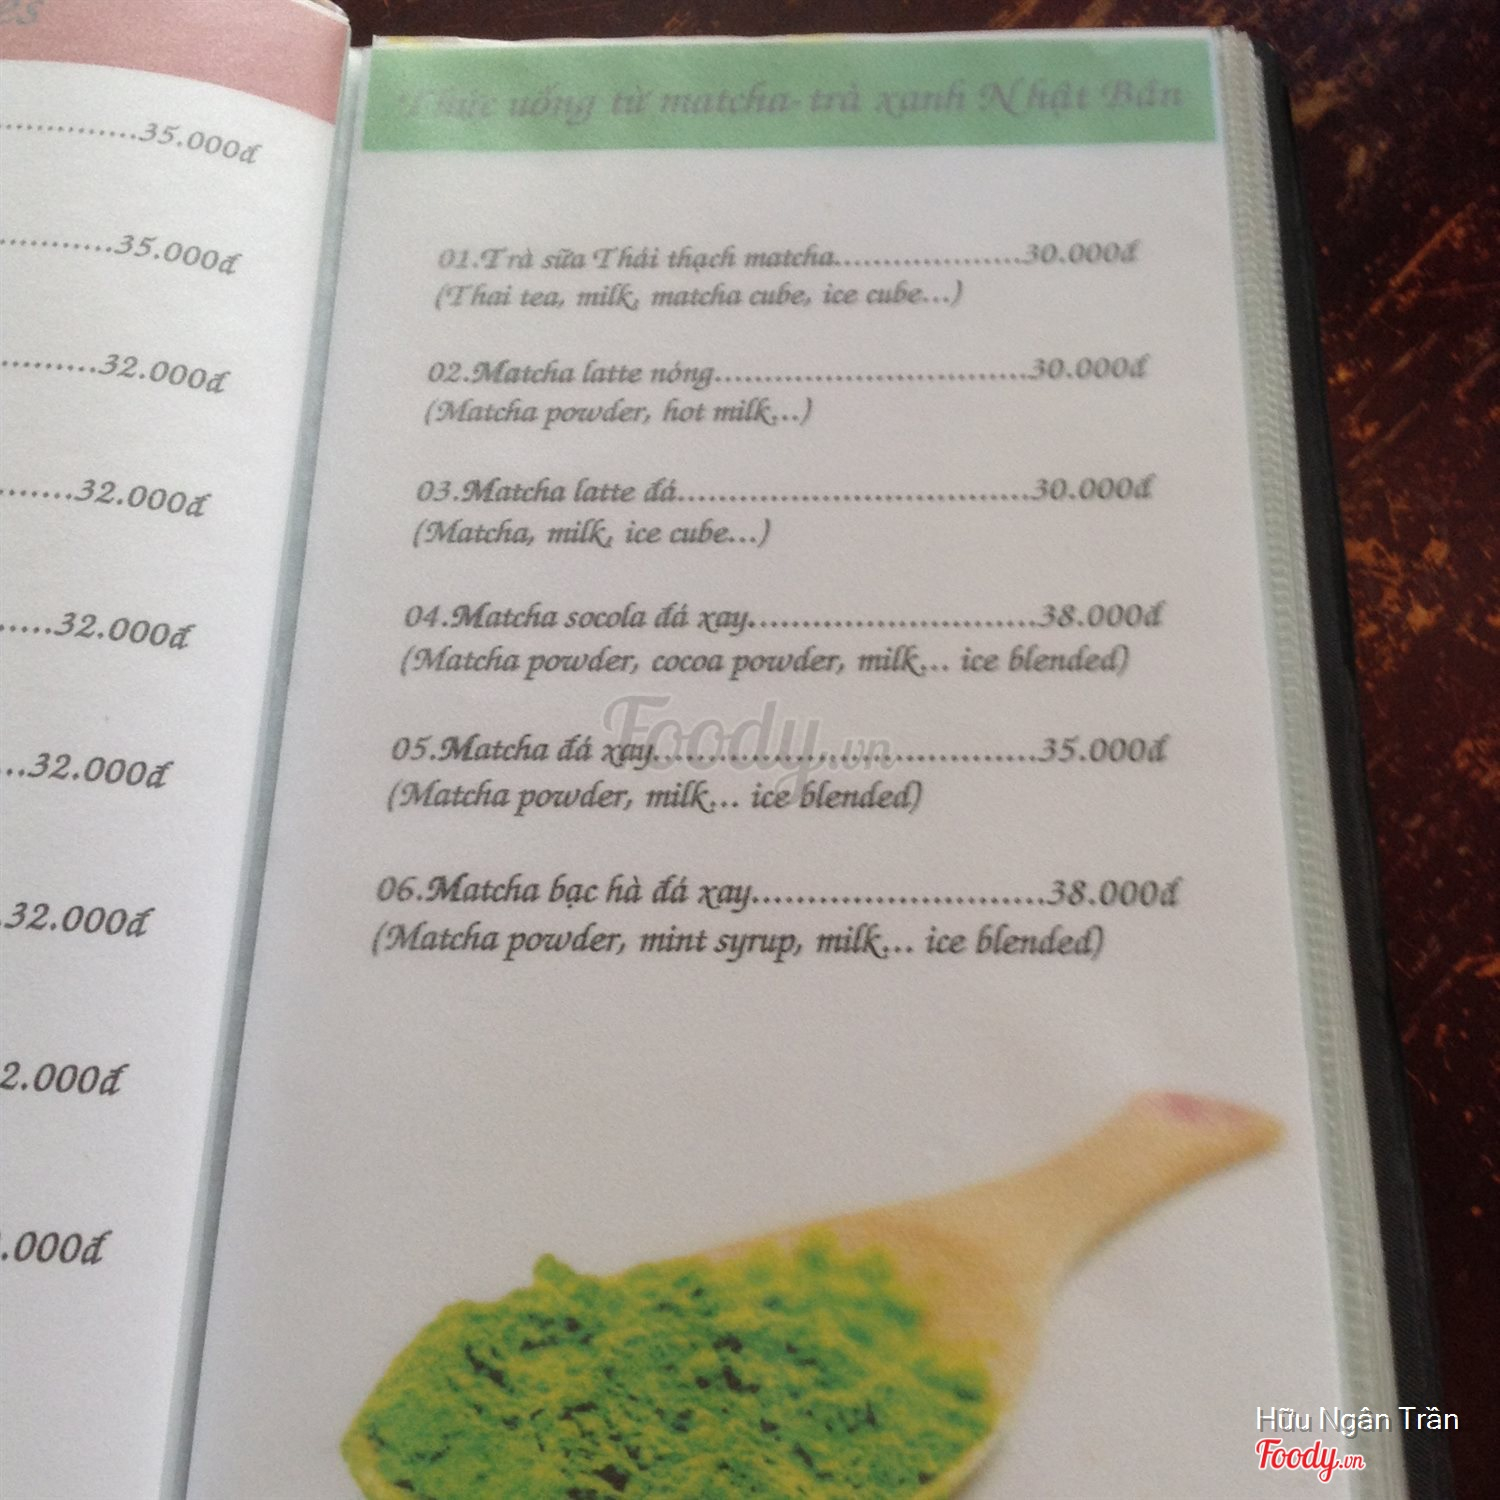 es
35.000đ
35.000đ
32.000đ
32.000đ
32.000đ
32.000đ
32.000đ
2.000đ
.000đ
Thức uống từ matcha- trà xanh Nhật Bản
01.Trà sữa Thái thạch matcha....................30.000đ
(Thai tea, milk, matcha cube, ice cube...)
02.Matcha latte nóng................................30.000đ
(Matcha powder, hot milk...)
03.Matcha latte đá....................................30.000đ
(Matcha, milk, ice cube...)
04.Matcha socola đá xay............................38.000đ
(Matcha powder, cocoa powder, milk... ice blended)
05.Matcha đá xay.....................................35.000đ
(Matcha powder, milk... ice blended)
06.Matcha bạc hà đá xay...........................38.000đ
(Matcha powder, mint syrup, milk... ice blended)
Foody.vn
Hữu Ngân Trần
Foody.vn